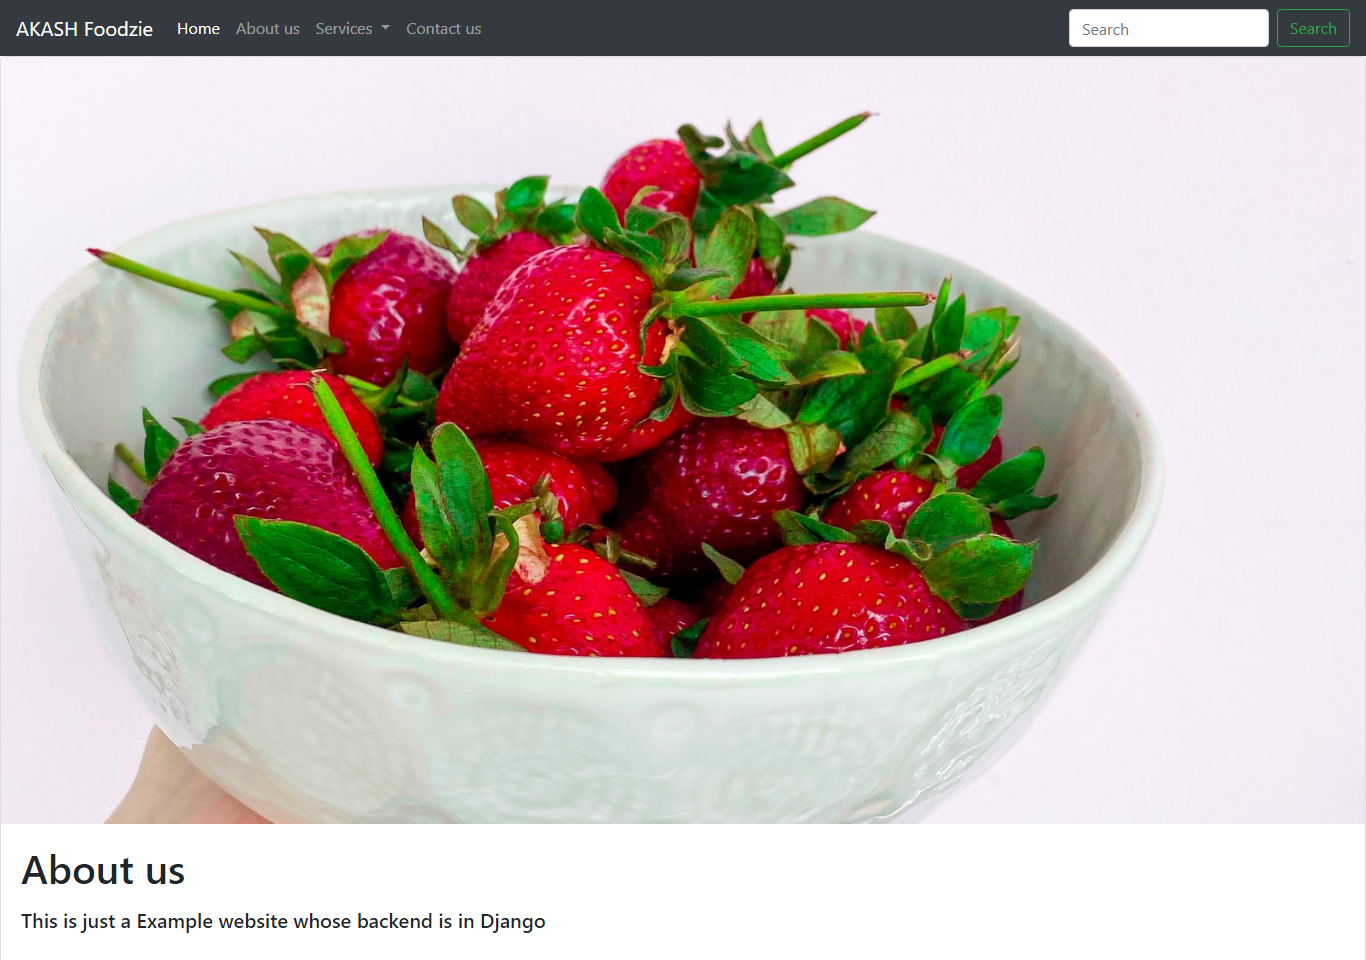 AKASH Foodzie Home About us Services Contact us Search Search
About us
This is just a Example website whose backend is in Django